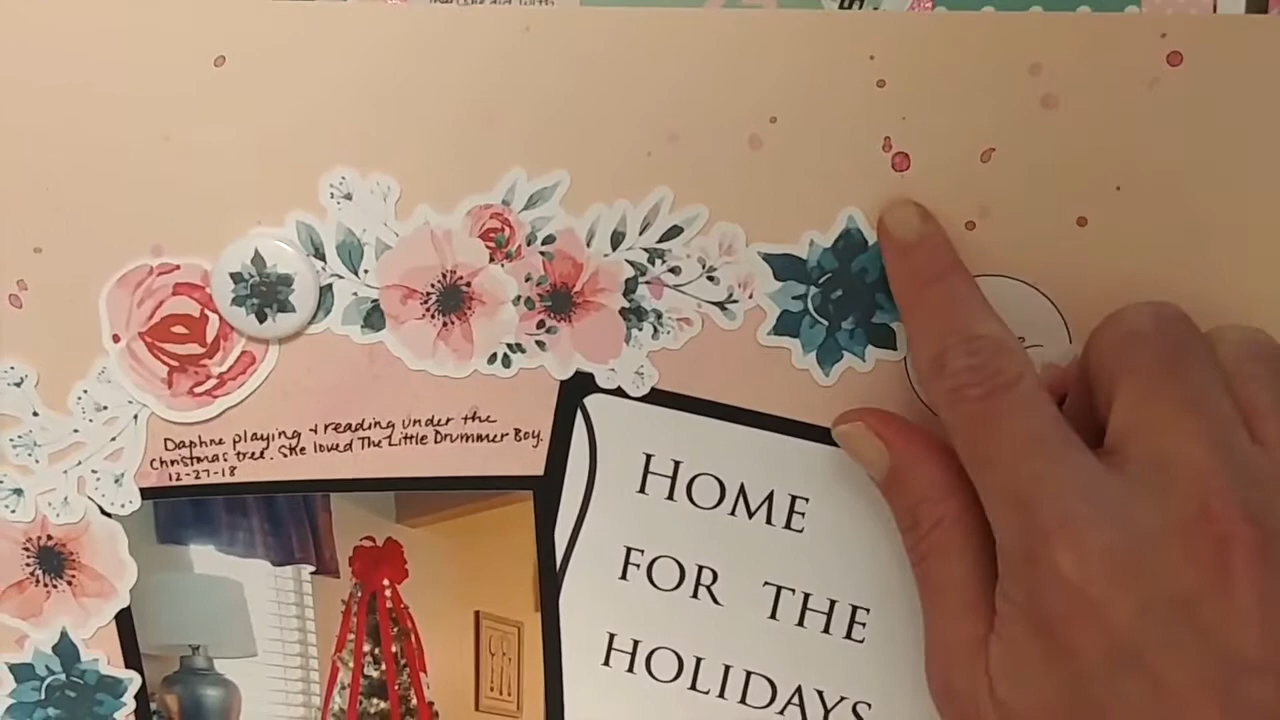 Daphne playing + reading under the
Christmas tree. She loved The Little Drummer Boy.
12-27-18
HOME
FOR THE
HOLIDAYS